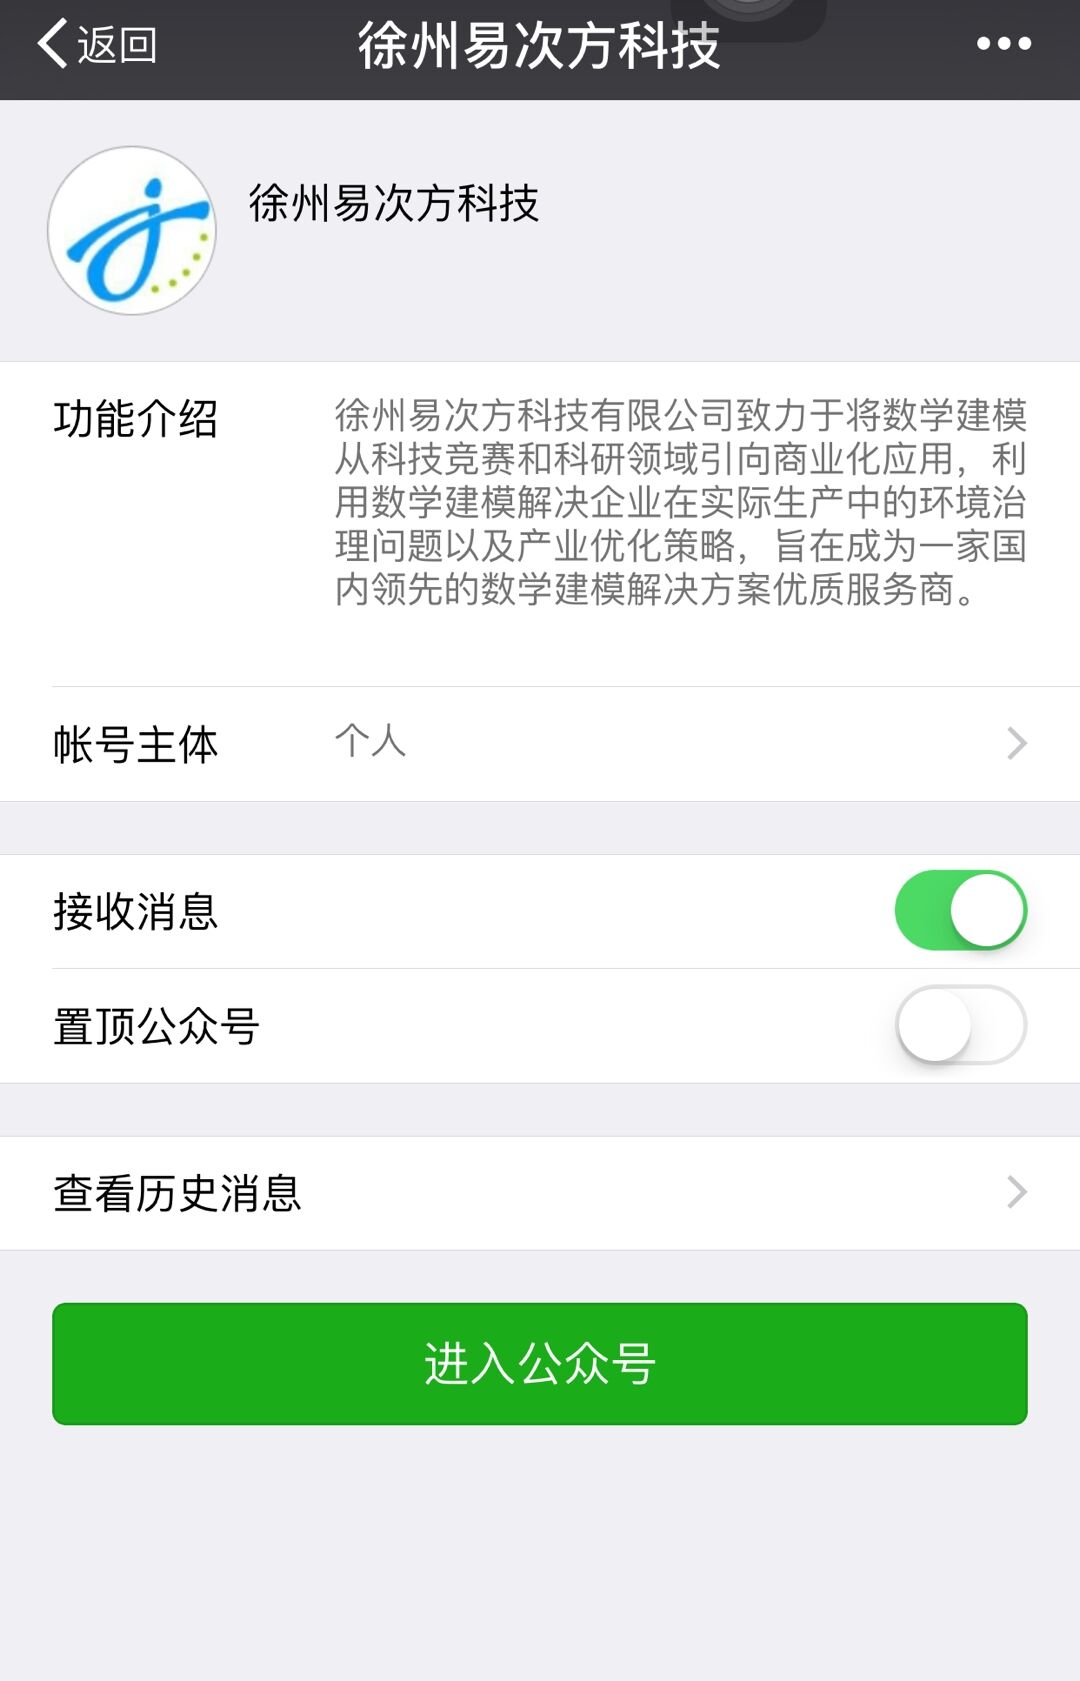 返回
徐州易次方科技
徐州易次方科技
功能介绍
徐州易次方科技有限公司致力于将数学建模
从科技竞赛和科研领域引向商业化应用，利
用数学建模解决企业在实际生产中的环境治
理问题以及产业优化策略，旨在成为一家国
内领先的数学建模解决方案优质服务商。
帐号主体
个人
接收消息
置顶公众号
查看历史消息
进入公众号